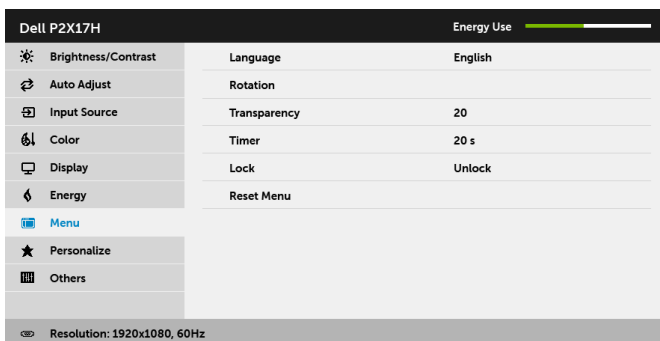 Dell P2X17H Energy Use
Brightness/Contrast Language English
Auto Adjust Rotation
Input Source Transparency 20
Color Timer 20 s
Display Lock Unlock
Energy Reset Menu
Menu
Personalize
Others
Resolution: 1920x1080, 60Hz